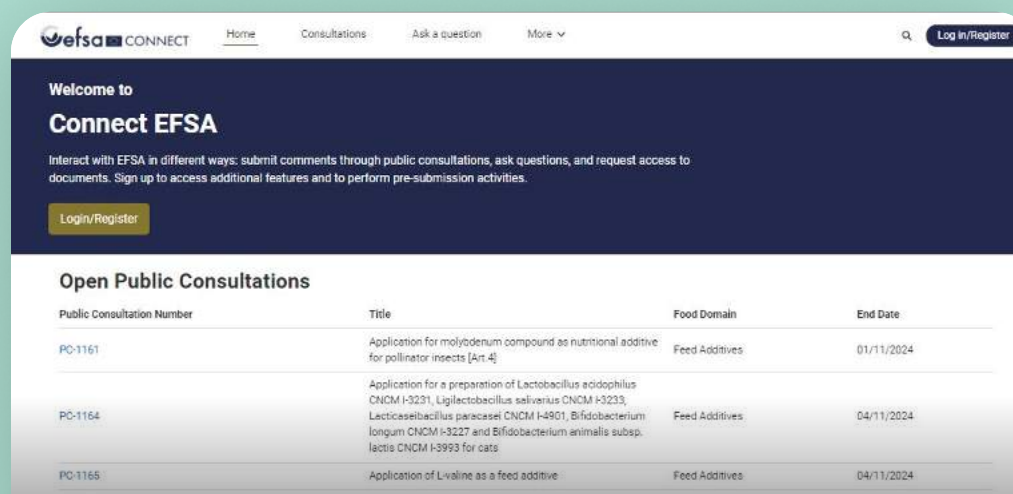 efsa CONNECT Home Consultations Ask a question More Log in/Register
Welcome to
Connect EFSA
Interact with EFSA in different ways: submit comments through public consultations, ask questions, and request access to
documents. Sign up to access additional features and to perform pre-submission activities.
Login/Register
Open Public Consultations
Public Consultation Number Title Food Domain End Date
PC-1161 Application for molybdenum compound as nutritional additive
for pollinator insects [Art.4] Feed Additives 01/11/2024
Application for a preparation of Lactobacillus acidophilus
CNCM I-3231, Ligilactobacillus salivarius CNCM I-3233,
PC-1164 Lacticaseibacillus paracasei CNCM I-4901, Bifidobacterium Feed Additives 04/11/2024
longum CNCM I-3227 and Bifidobacterium animalis subsp.
lactis CNCM I-3993 for cats
PC-1165 Application of L-valine as a feed additive Feed Additives 04/11/2024